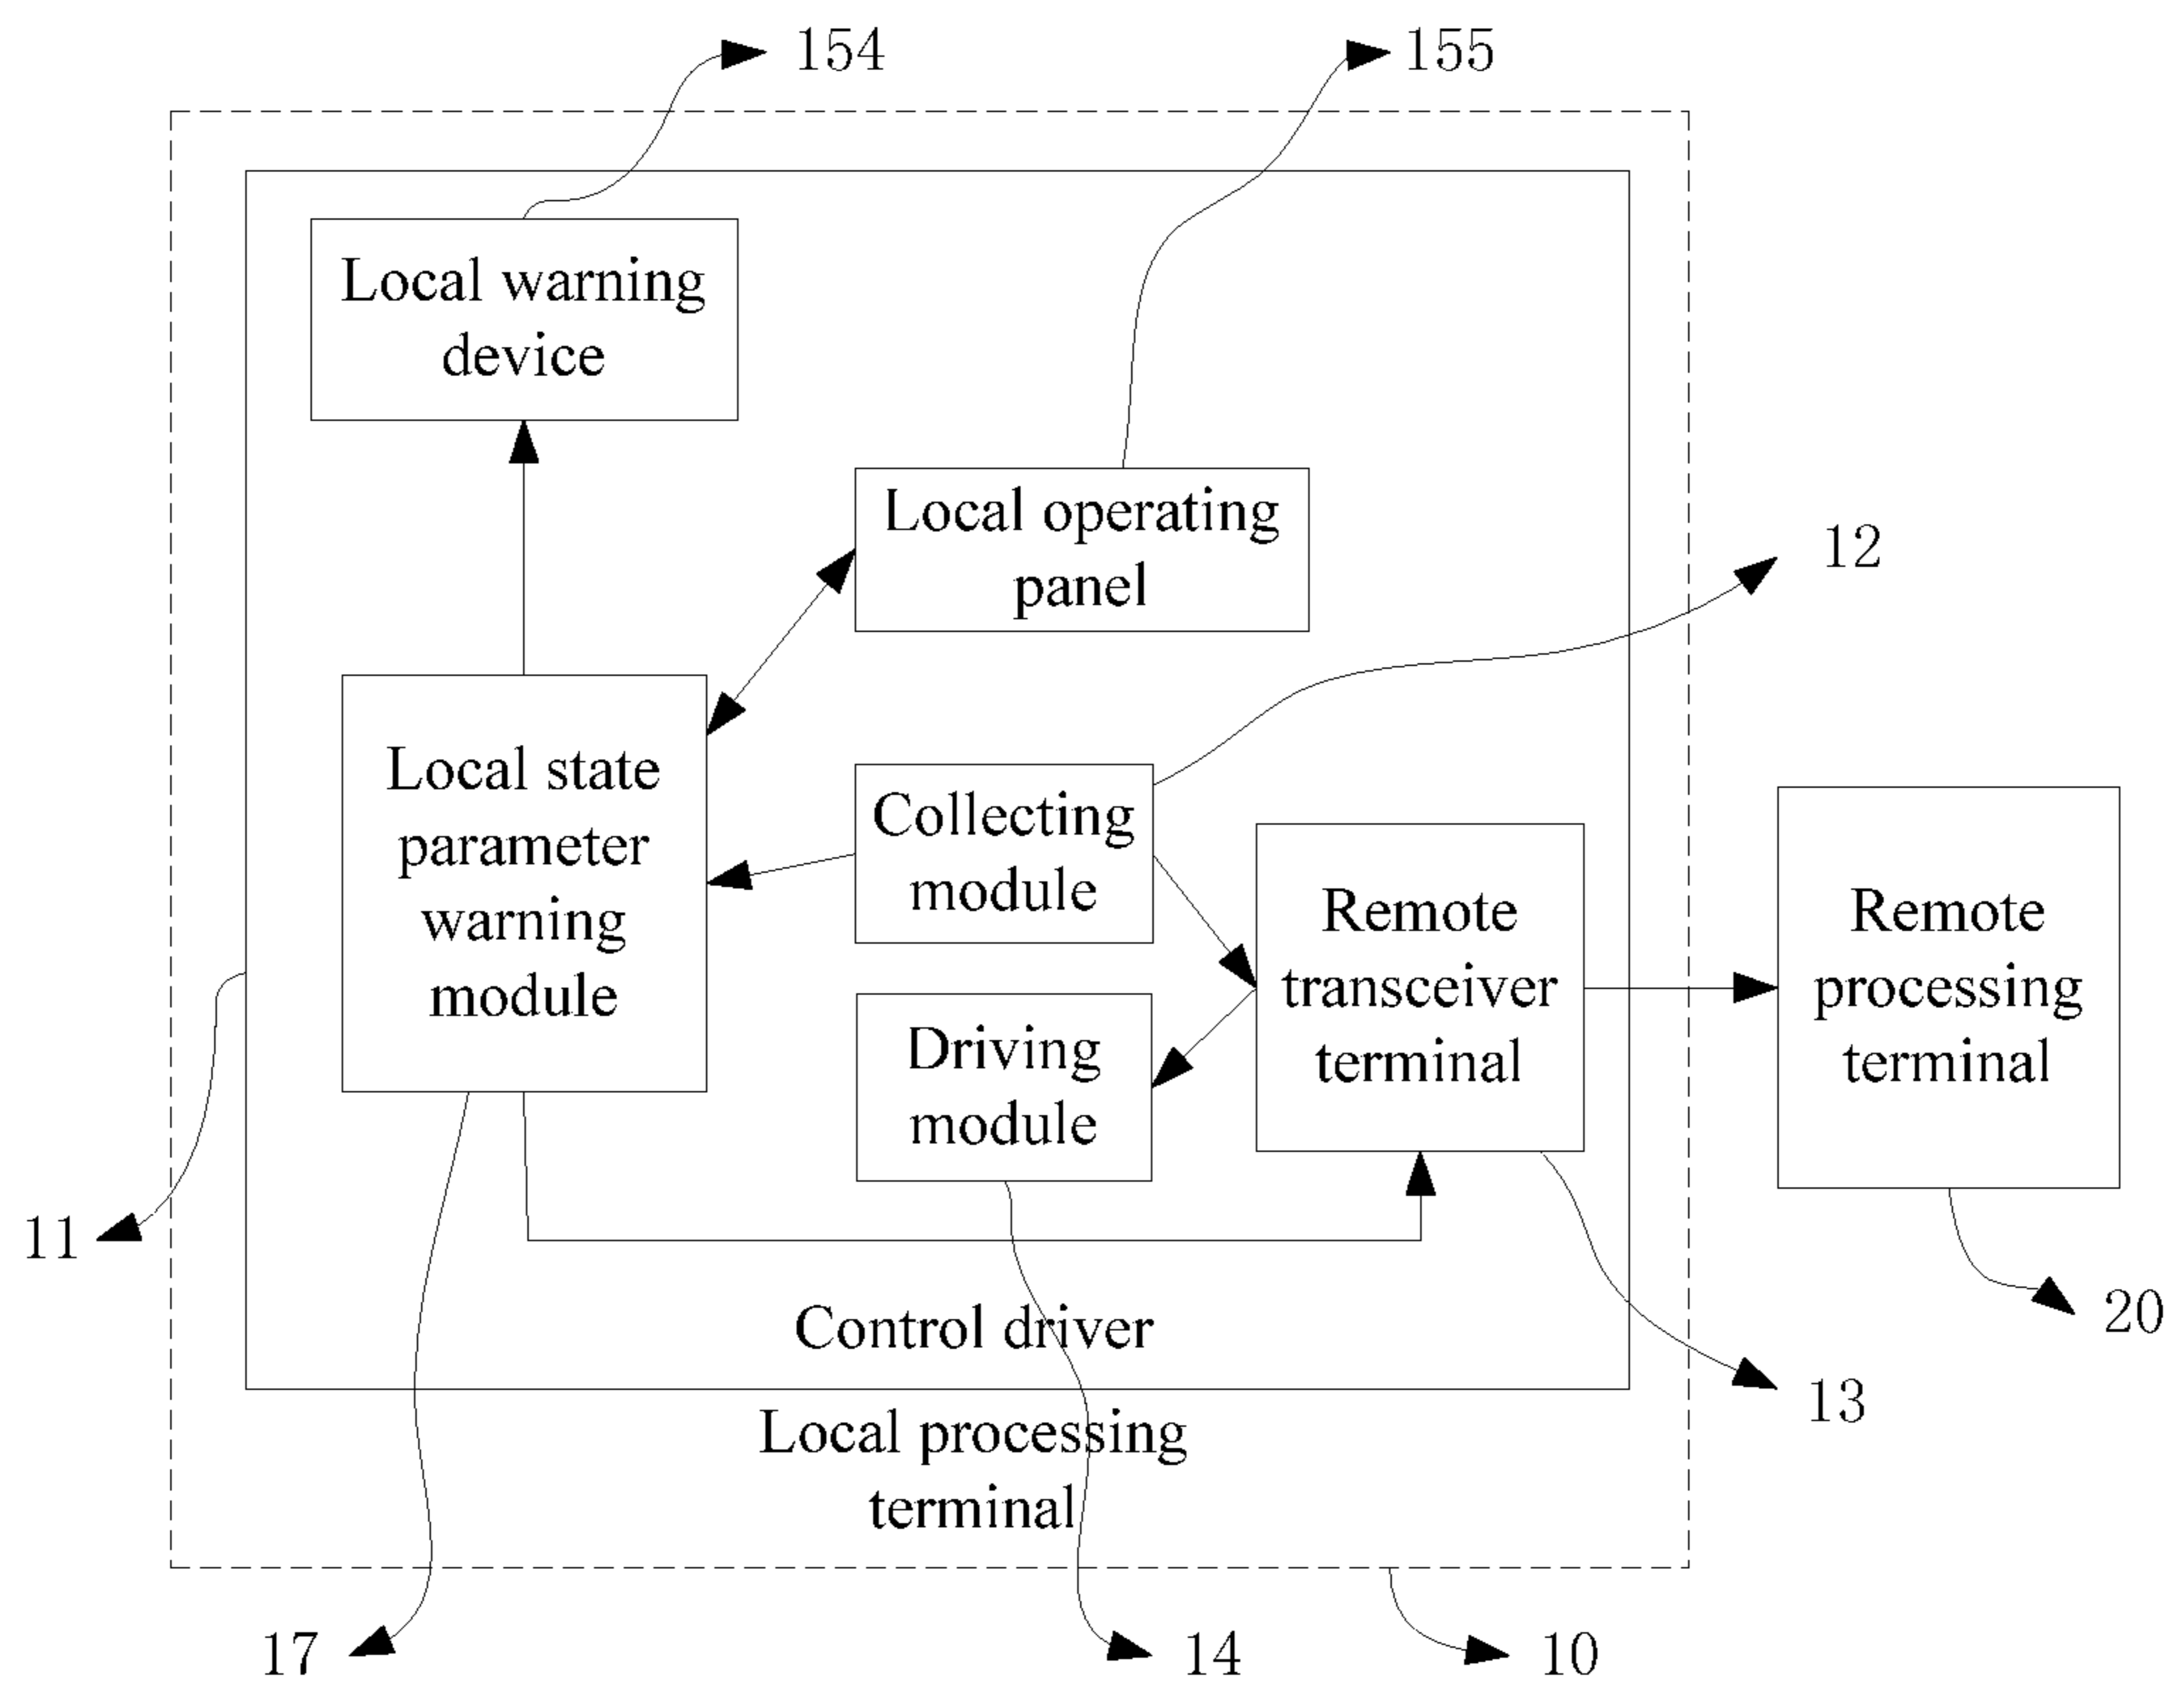 154
155
Local warning
device
Local operating
panel
12
Local state
parameter
warning
module
Collecting
module
Remote
transceiver
terminal
Remote
processing
terminal
Driving
module
11
20
Control driver
13
Local processing
terminal
17
14
10